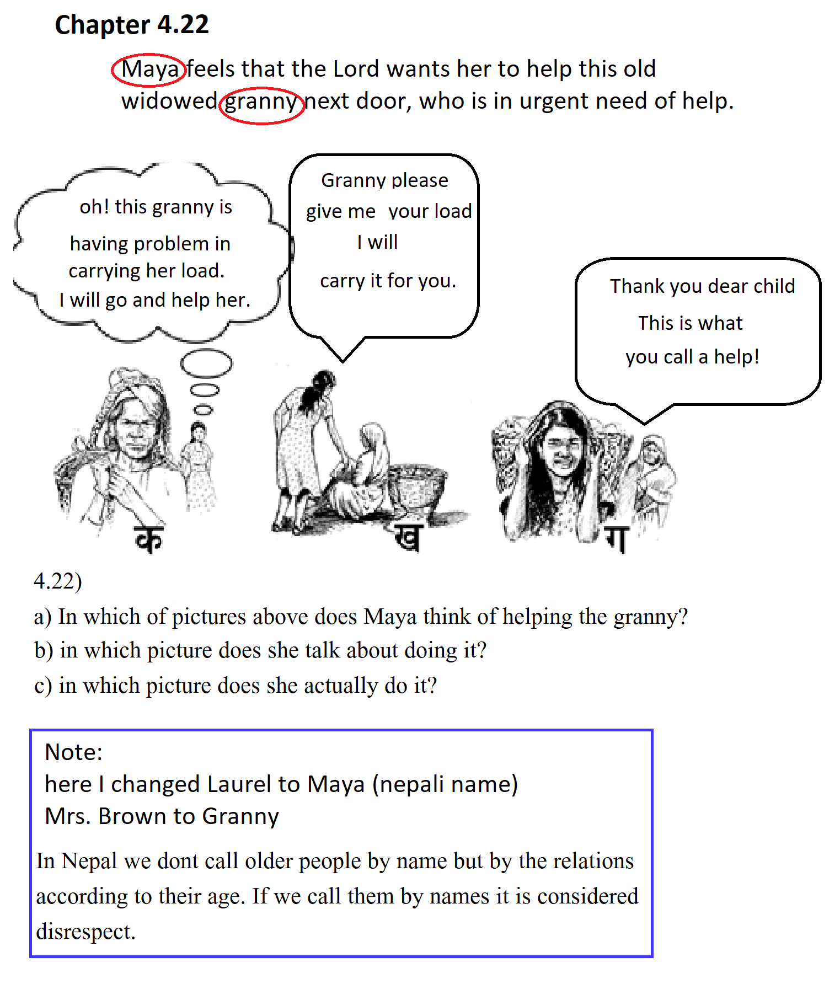 Chapter 4.22
Maya feels that the Lord wants her to help this old
widowed granny next door, who is in urgent need of help.
oh! this granny is
having problem in
carrying her load.
I will go and help her.
Granny please
give me your load
I will
carry it for you.
Thank you dear child
This is what
you call a help!
क
ख
ग
4.22)
a) In which of pictures above does Maya think of helping the granny?
b) in which picture does she talk about doing it?
c) in which picture does she actually do it?
Note:
here I changed Laurel to Maya (nepali name)
Mrs. Brown to Granny
In Nepal we dont call older people by name but by the relations
according to their age. If we call them by names it is considered
disrespect.